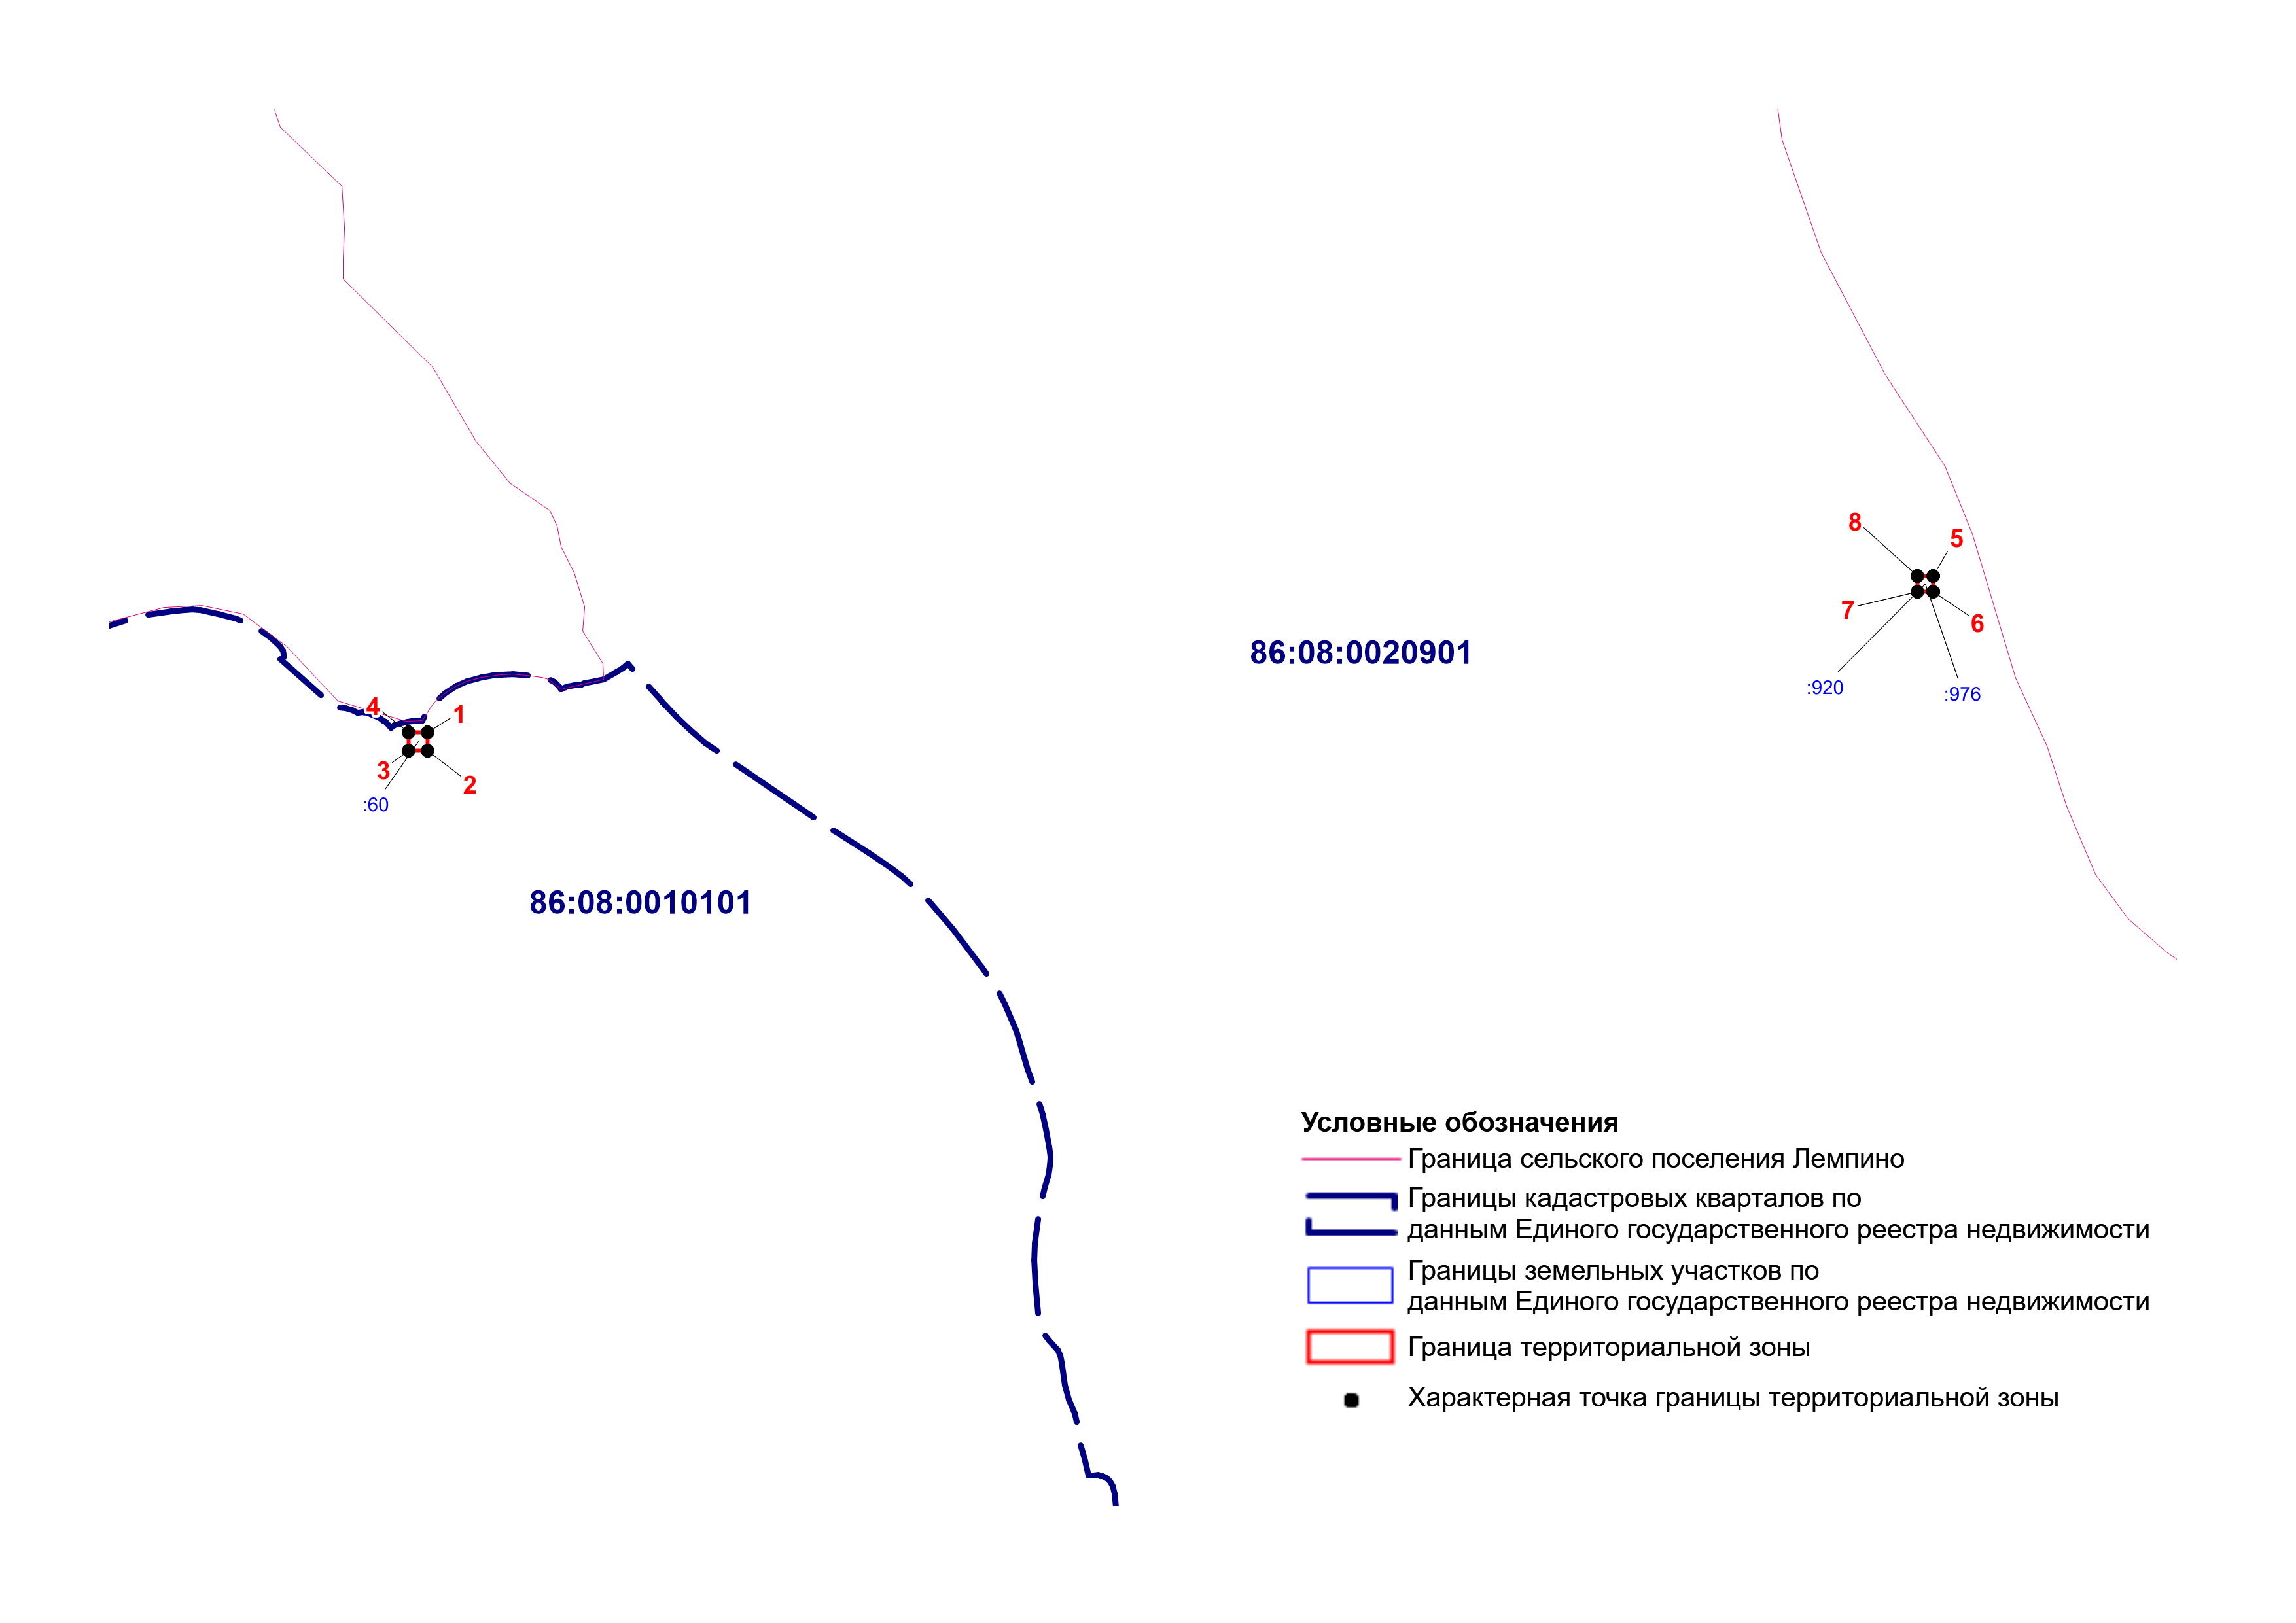 8
5
7
6
86:08:0020901
:920
:976
4
1
3
2
:60
86:08:0010101
Условные обозначения
Граница сельского поселения Лемпино
Границы кадастровых кварталов по
данным Единого государственного реестра недвижимости
Границы земельных участков по
данным Единого государственного реестра недвижимости
Граница территориальной зоны
Характерная точка границы территориальной зоны